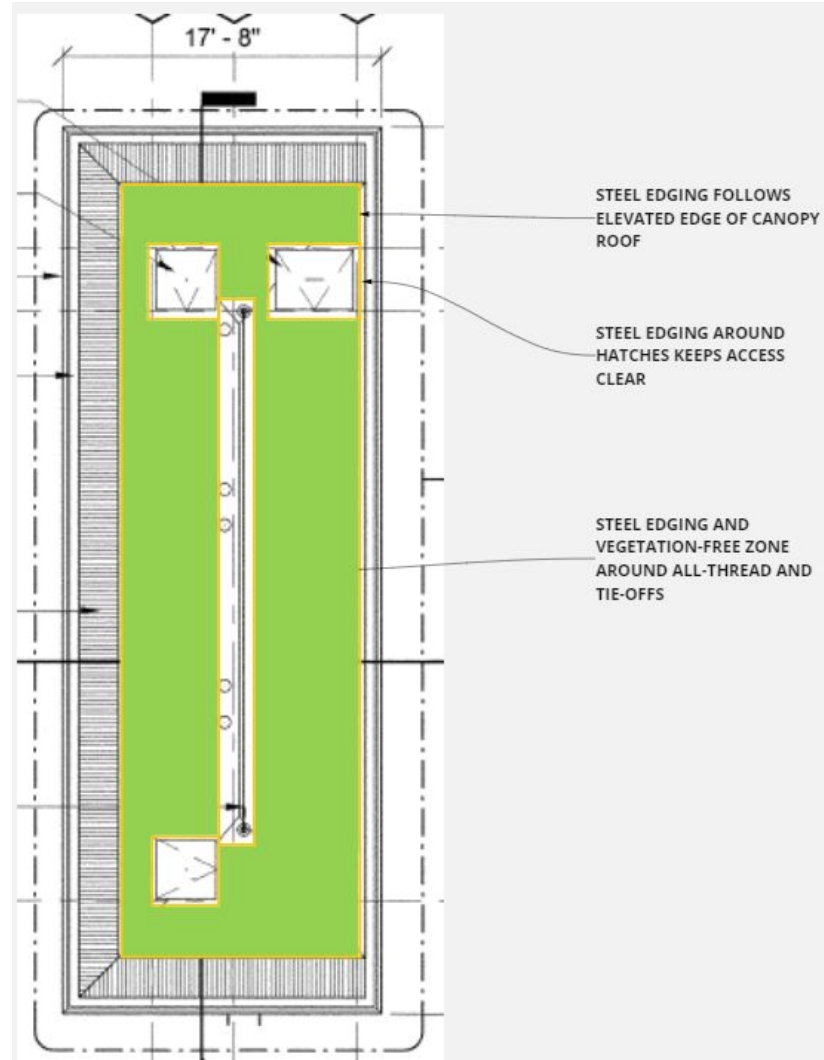 17' - 8"
STEEL EDGING FOLLOWS
ELEVATED EDGE OF CANOPY
ROOF
STEEL EDGING AROUND
HATCHES KEEPS ACCESS
CLEAR
STEEL EDGING AND
VEGETATION-FREE ZONE
AROUND ALL-THREAD AND
TIE-OFFS